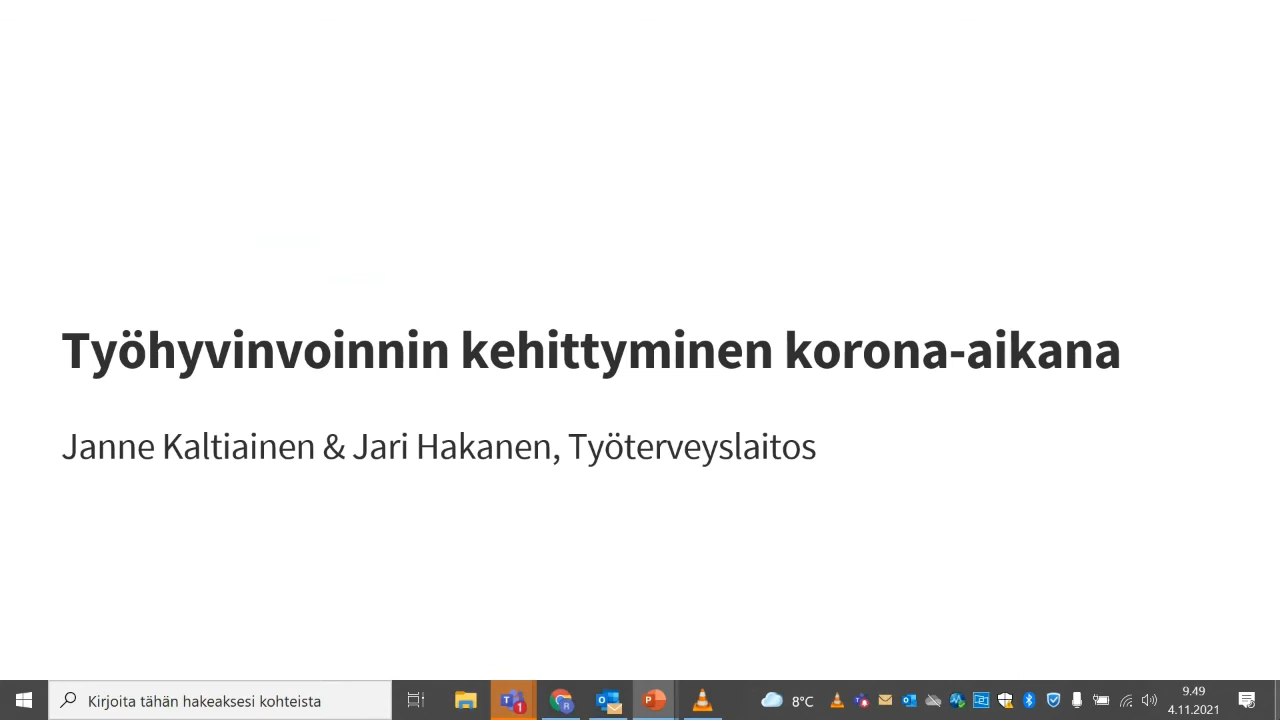 Työhyvinvoinnin kehittyminen korona-aikana
Janne Kaltiainen & Jari Hakanen, Työterveyslaitos
Kirjoita tähän hakeaksesi kohteista
1
R
8°C
9.49
4.11.2021